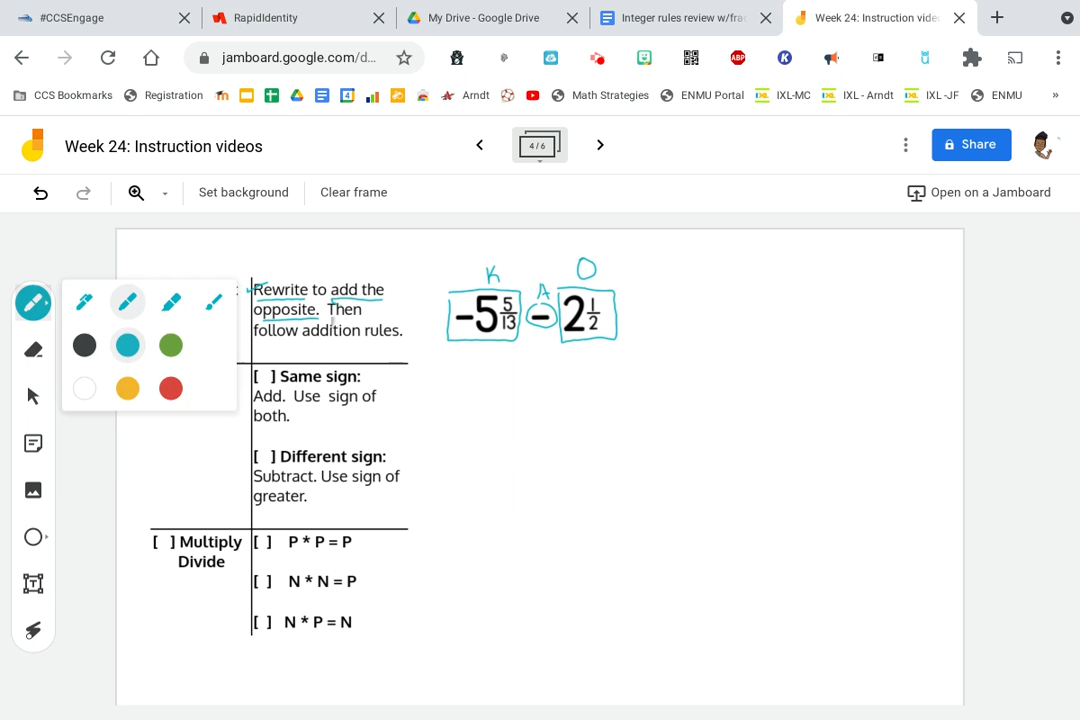 #CCSEngage
RapidIdentity
My Drive - Google Drive
Integer rules review w/fra
Week 24: Instruction vide
jamboard.google.com/d...
CCS Bookmarks
Registration
Arndt
Math Strategies
ENMU Portal
IXL-MC
IXL - Arndt
IXL -JF
ENMU
»
Week 24: Instruction videos
4 / 6
Share
Set background
Clear frame
Open on a Jamboard
Rewrite to add the
opposite. Then
follow addition rules.
K A O
-5 5/13 - 2 1/2
[ ] Same sign:
Add. Use sign of
both.
[ ] Different sign:
Subtract. Use sign of
greater.
[ ] Multiply
Divide
[ ] P * P = P
[ ] N * N = P
[ ] N * P = N